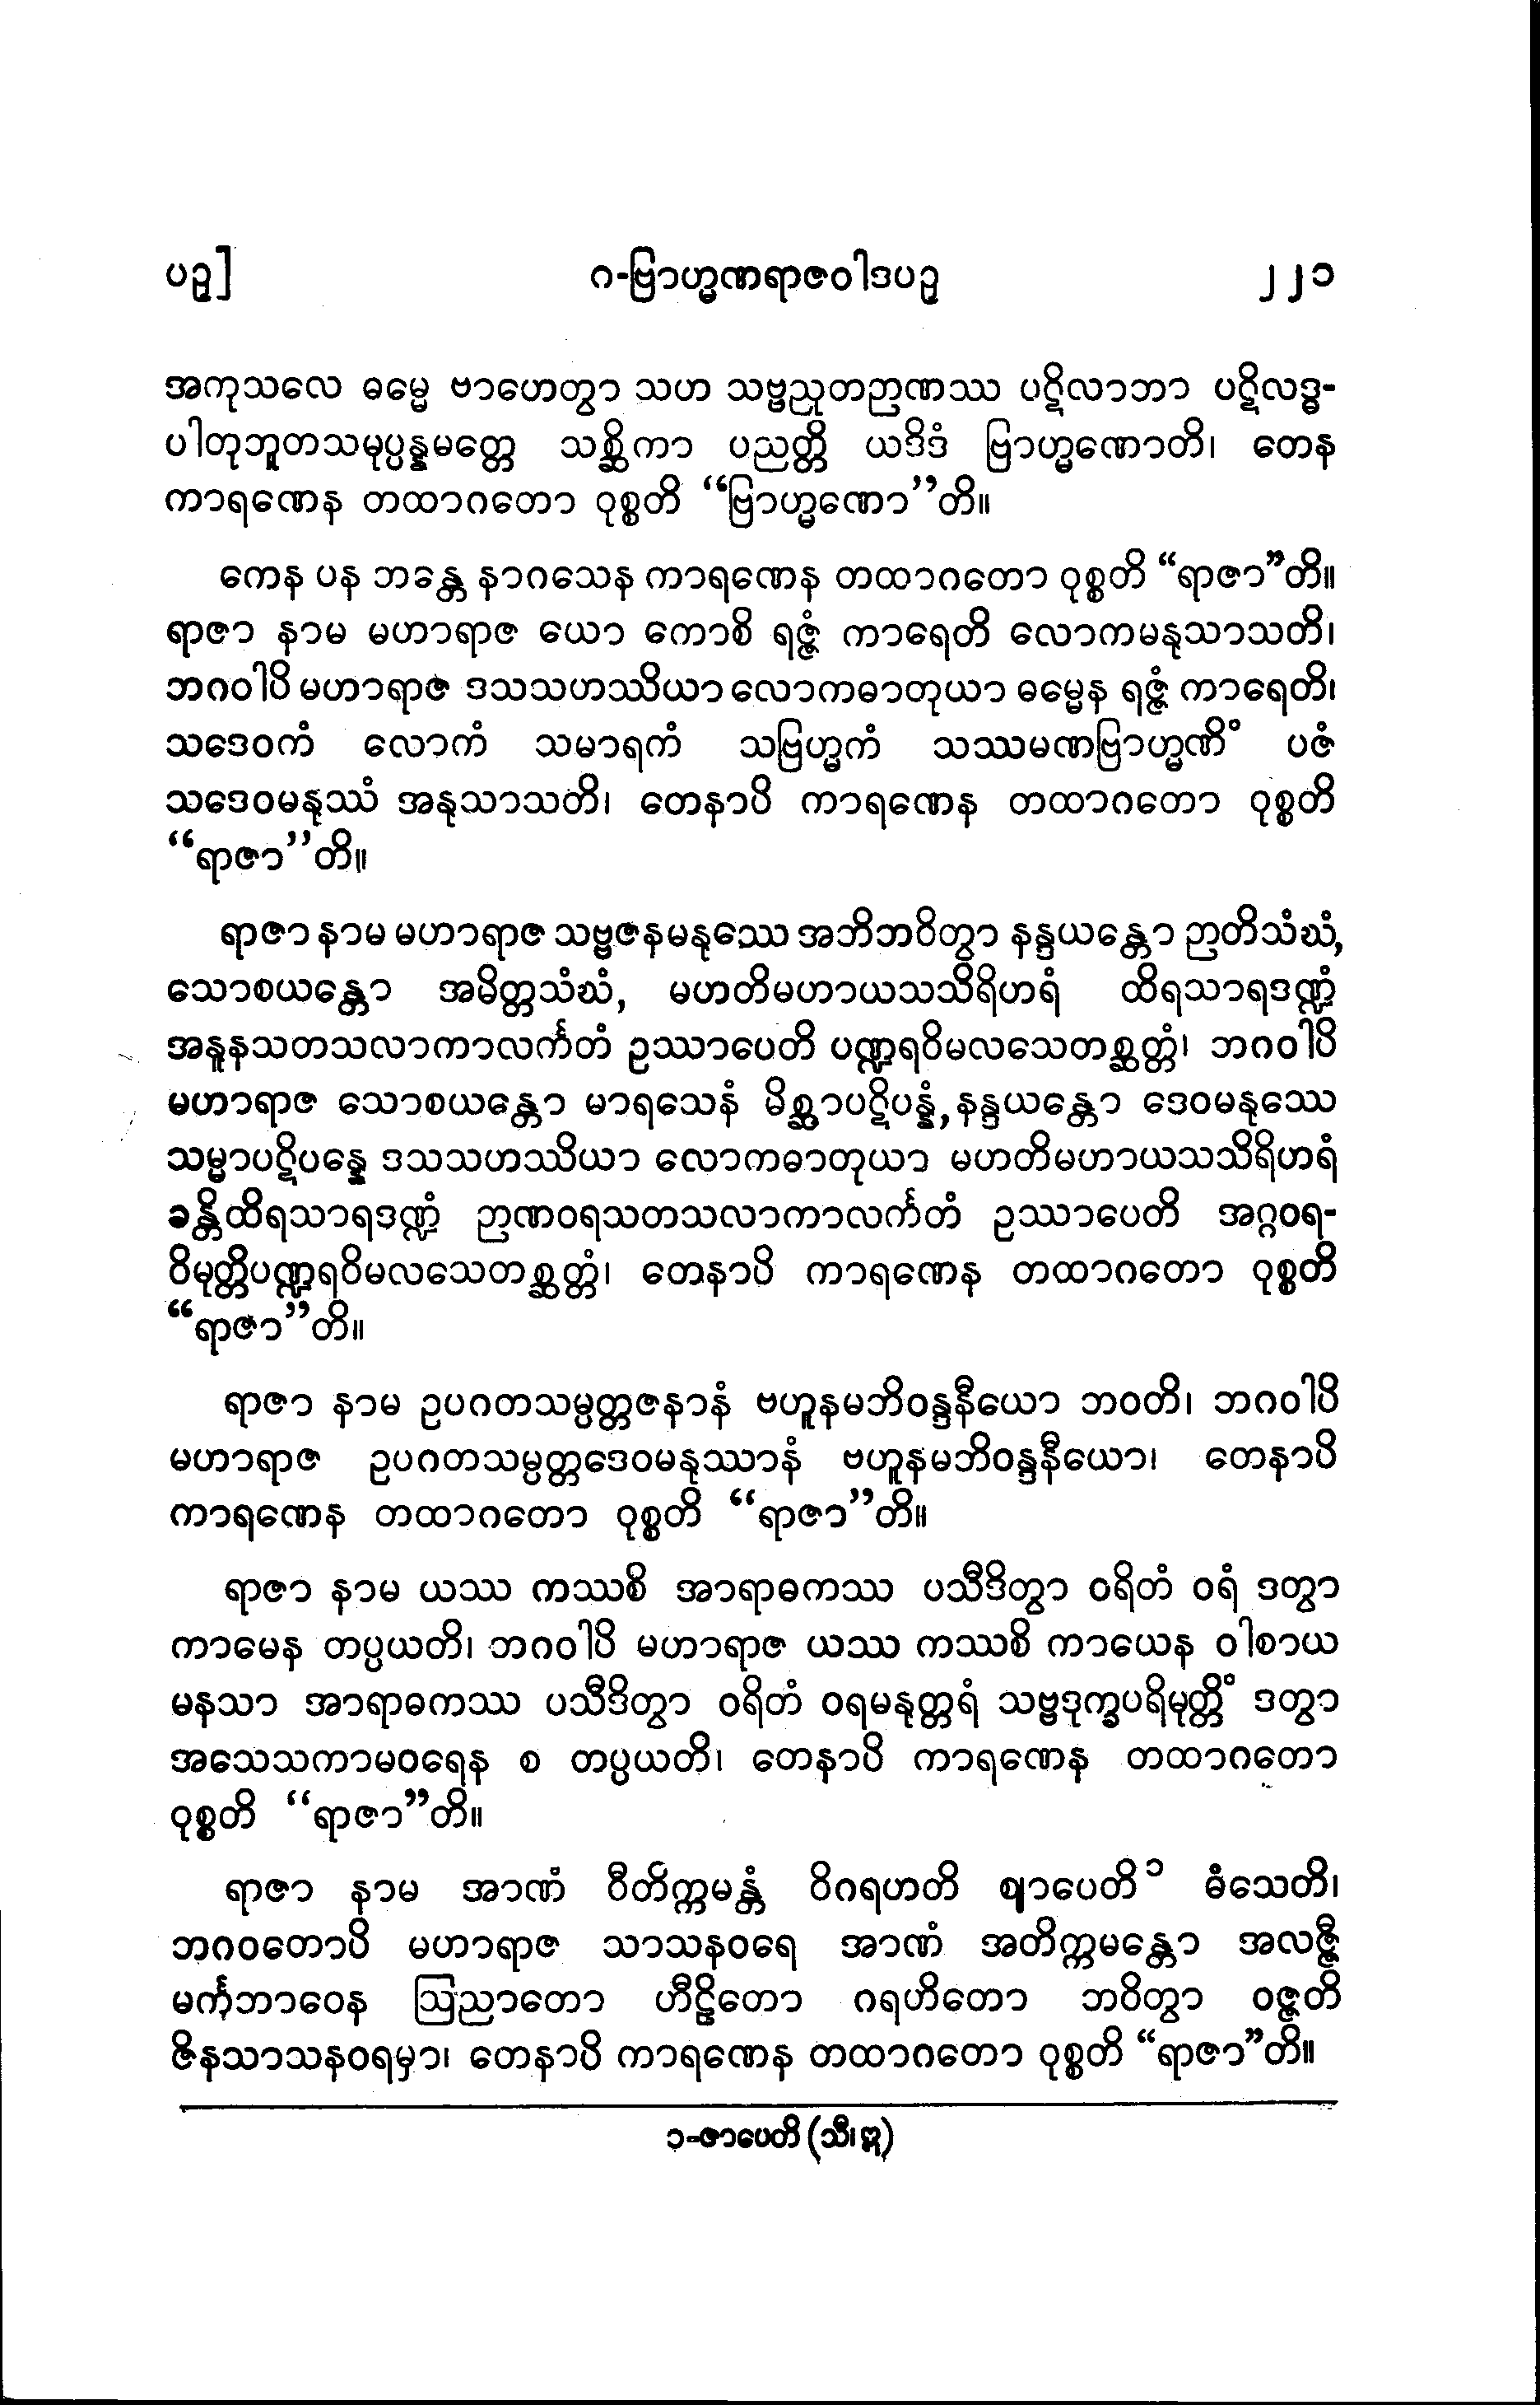 ပဥှ]	ဂ-ဗြာဟ္မဏရာဇဝါဒပဥှ	၂၂၁
အကုသလေ ဓမ္မေ ဗာဟေတွာ သဟ သဗ္ဗညုတဉာဏဿ ပဋိလာဘာ ပဋိလဒ္ဓ-
ပါတုဘူတသမုပ္ပန္နမတ္တေ သစ္ဆိကာ ပညတ္တိ ယဒိဒံ ဗြာဟ္မဏောတိ၊ တေန
ကာရဏေန တထာဂတော ဝုစ္စတိ “ဗြာဟ္မဏော”တိ။
ကေန ပန ဘန္တေ နာဂသေန ကာရဏေန တထာဂတော ဝုစ္စတိ “ရာဇာ”တိ။
ရာဇာ နာမ မဟာရာဇ ယော ကောစိ ရဇ္ဇံ ကာရေတိ လောကမနုသာသတိ၊
ဘဂဝါပိ မဟာရာဇ ဒသသဟဿိယာ လောကဓာတုယာ ဓမ္မေန ရဇ္ဇံ ကာရေတိ၊
သဒေဝကံ လောကံ သမာရကံ သဗြဟ္မကံ သဿမဏဗြာဟ္မဏိံ ပဇံ
သဒေဝမနုဿံ အနုသာသတိ၊ တေနာပိ ကာရဏေန တထာဂတော ဝုစ္စတိ
“ရာဇာ”တိ။
ရာဇာ နာမ မဟာရာဇ သဗ္ဗဇနမနုဿေ အဘိဘဝိတွာ နန္ဒယန္တော ဉာတိသံဃံ,
သောစယန္တော အမိတ္တသံဃံ, မဟတိမဟာယသသိရိဟရံ ထိရသာရဒဏ္ဍံ
အနူနသတသလာကာလင်္ကတံ ဥဿာပေတိ ပဏ္ဍရဝိမလသေတစ္ဆတ္တံ၊ ဘဂဝါပိ
မဟာရာဇ သောစယန္တော မာရသေနံ မိစ္ဆာပဋိပန္နံ, နန္ဒယန္တော ဒေဝမနုဿေ
သမ္မာပဋိပန္နေ ဒသသဟဿိယာ လောကဓာတုယာ မဟတိမဟာယသသိရိဟရံ
ခန္တိထိရသာရဒဏ္ဍံ ဉာဏဝရသတသလာကာလင်္ကတံ ဥဿာပေတိ အဂ္ဂဝရ-
ဝိမုတ္တိပဏ္ဍရဝိမလသေတစ္ဆတ္တံ၊ တေနာပိ ကာရဏေန တထာဂတော ဝုစ္စတိ
“ရာဇာ”တိ။
ရာဇာ နာမ ဥပဂတသမ္ပတ္တဇနာနံ ဗဟူနမဘိဝန္ဒနီယော ဘဝတိ၊ ဘဂဝါပိ
မဟာရာဇ ဥပဂတသမ္ပတ္တဒေဝမနုဿာနံ ဗဟူနမဘိဝန္ဒနီယော၊ တေနာပိ
ကာရဏေန တထာဂတော ဝုစ္စတိ “ရာဇာ”တိ။
ရာဇာ နာမ ယဿ ကဿစိ အာရာဓကဿ ပသီဒိတွာ ဝရိတံ ဝရံ ဒတွာ
ကာမေန တပ္ပယတိ၊ ဘဂဝါပိ မဟာရာဇ ယဿ ကဿစိ ကာယေန ဝါစာယ
မနသာ အာရာဓကဿ ပသီဒိတွာ ဝရိတံ ဝရမနုတ္တရံ သဗ္ဗဒုက္ခပရိမုတ္တိံ ဒတွာ
အသေသကာမဝရေန စ တပ္ပယတိ၊ တေနာပိ ကာရဏေန တထာဂတော
ဝုစ္စတိ “ရာဇာ”တိ။
ရာဇာ နာမ အာဏံ ဝီတိက္ကမန္တံ ဝိဂရဟတိ ဈာပေတိ၁ ဓံသေတိ၊
ဘဂဝတောပိ မဟာရာဇ သာသနဝရေ အာဏံ အတိက္ကမန္တော အလဇ္ဇီ
မင်္ကုဘာဝေန ဩညာတော ဟီဠိတော ဂရဟိတော ဘဝိတွာ ဝဇ္ဇတိ
ဇိနသာသနဝရမှာ၊ တေနာပိ ကာရဏေန တထာဂတော ဝုစ္စတိ “ရာဇာ”တိ။
၁-ဇာပေတိ (သီ၊ ဣ)